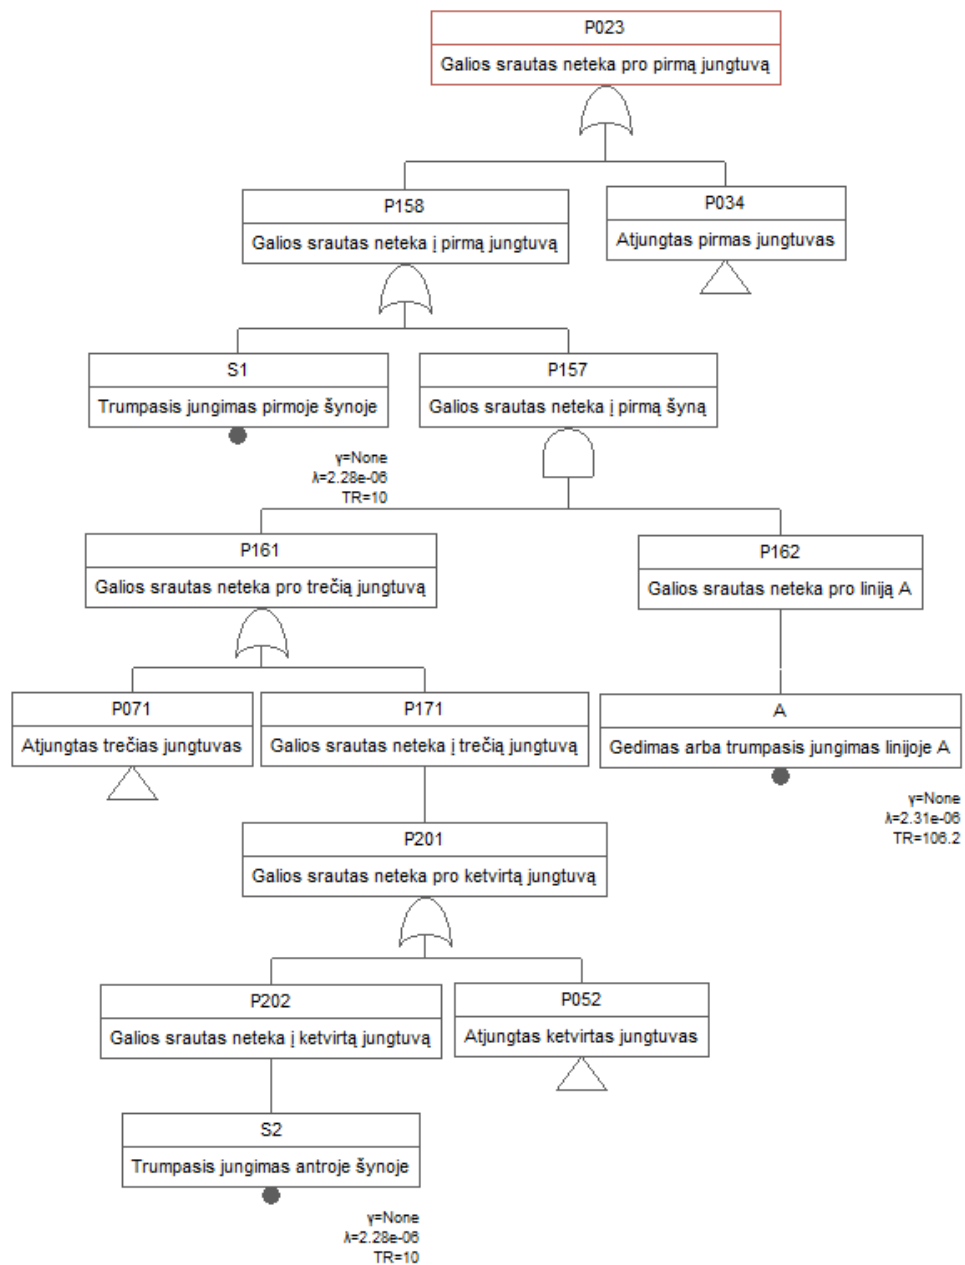 P023
Galios srautas neteka pro pirmą jungtuvą
P158
Galios srautas neteka į pirmą jungtuvą
P034
Atjungtas pirmas jungtuvas
S1
Trumpasis jungimas pirmoje šynoje
γ=None
λ=2.28e-06
TR=10
P157
Galios srautas neteka į pirmą šyną
P161
Galios srautas neteka pro trečią jungtuvą
P162
Galios srautas neteka pro liniją A
P071
Atjungtas trečias jungtuvas
P171
Galios srautas neteka į trečią jungtuvą
A
Gedimas arba trumpasis jungimas linijoje A
γ=None
λ=2.31e-06
TR=106.2
P201
Galios srautas neteka pro ketvirtą jungtuvą
P202
Galios srautas neteka į ketvirtą jungtuvą
P052
Atjungtas ketvirtas jungtuvas
S2
Trumpasis jungimas antroje šynoje
γ=None
λ=2.28e-06
TR=10